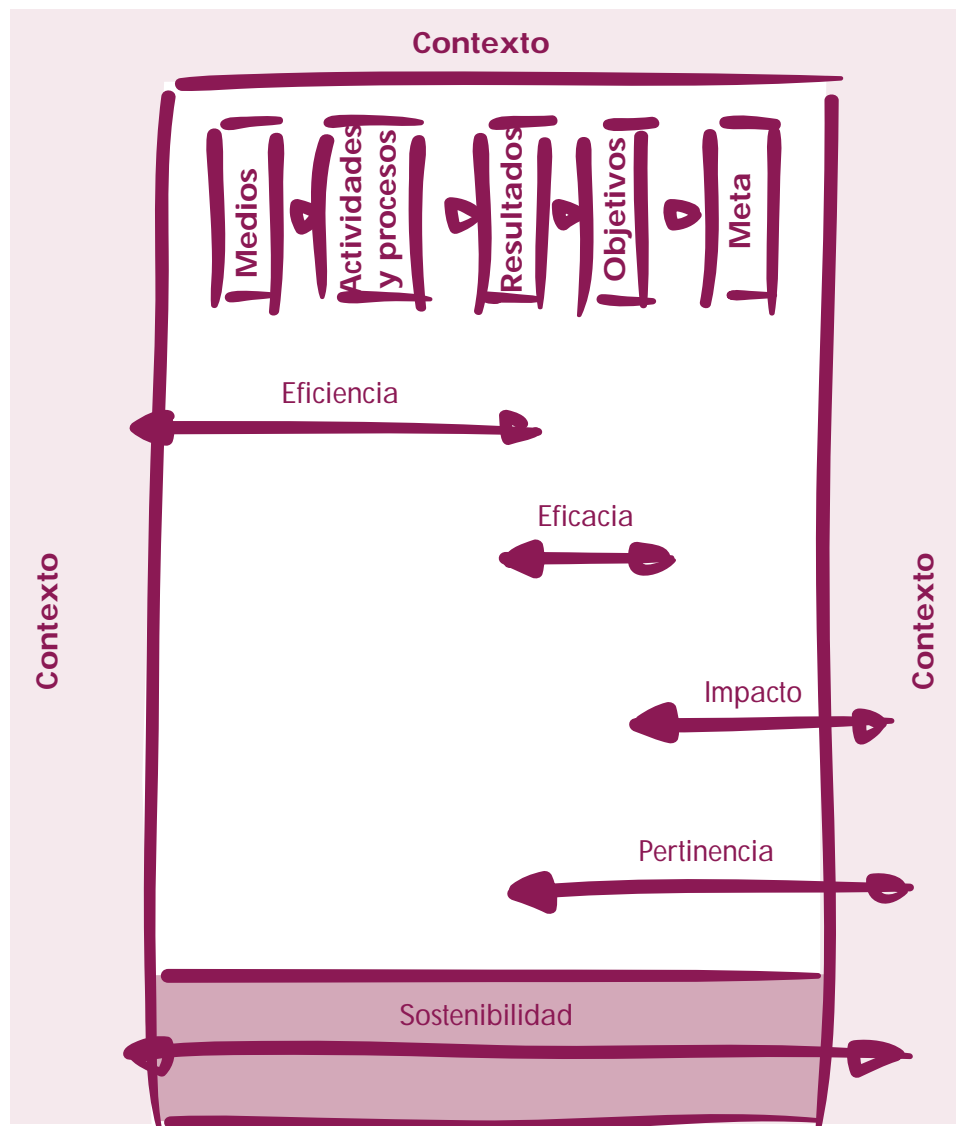 Contexto
Medios
Actividades
y procesos
Resultados
Objetivos
Meta
Eficiencia
Eficacia
Contexto
Contexto
Impacto
Pertinencia
Sostenibilidad